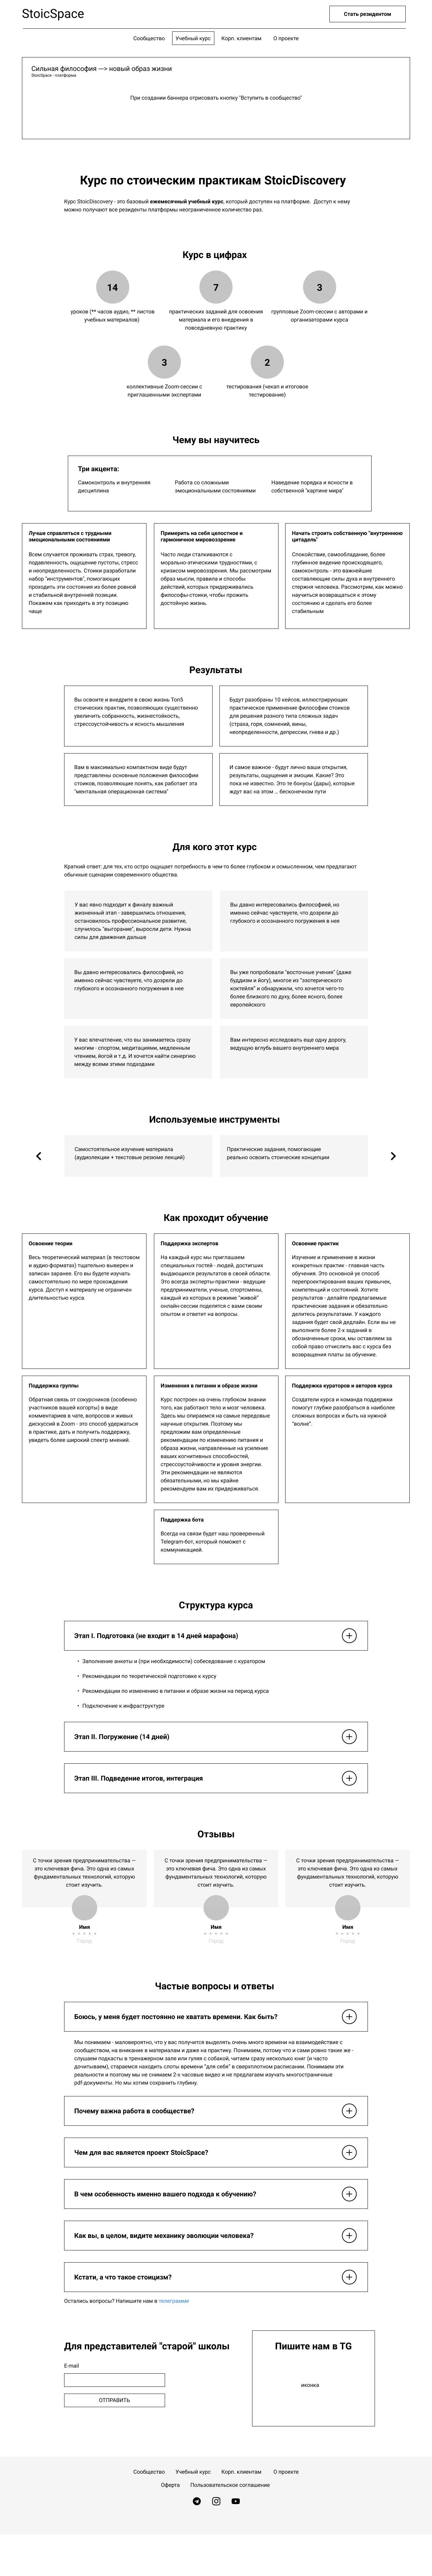 StoicSpace
Стать резидентом
Сообщество
Учебный курс
Корп. клиентам
О проекте
Сильная философия ---> новый образ жизни
StoicSpace - платформа
При создании баннера отрисовать кнопку "Вступить в сообщество"
Курс по стоическим практикам StoicDiscovery
Курс StoicDiscovery - это базовый ежемесячный учебный курс, который доступен на платформе. Доступ к нему
можно получают все резиденты платформы неограниченное количество раз.
Курс в цифрах
14
уроков (** часов аудио, ** листов
учебных материалов)
7
практических заданий для освоения
материала и его внедрения в
повседневную практику
3
групповые Zoom-сессии с авторами и
организаторами курса
3
коллективные Zoom-сессии с
приглашенными экспертами
2
тестирования (чекап и итоговое
тестирование)
Чему вы научитесь
Три акцента:
Самоконтроль и внутренняя
дисциплина
Работа со сложными
эмоциональными состояниями
Наведение порядка и ясности в
собственной "картине мира"
Лучше справляться с трудными
эмоциональными состояниями
Всем случается проживать страх, тревогу,
подавленность, ощущение пустоты, стресс
и неопределенность. Стоики разработали
набор "инструментов", помогающих
проходить эти состояния из более ровной
и стабильной внутренней позиции.
Покажем как приходить в эту позицию
чаще
Примерить на себя целостное и
гармоничное мировоззрение
Часто люди сталкиваются с
морально-этическими трудностями, с
кризисом мировоззрения. Мы рассмотрим
образ мысли, правила и способы
действий, которых придерживались
философы-стоики, чтобы прожить
достойную жизнь.
Начать строить собственную "внутреннюю
цитадель"
Спокойствие, самообладание, более
глубинное видение происходящего,
самоконтроль - это важнейшие
составляющие силы духа и внутреннего
стержня человека. Рассмотрим, как можно
научиться возвращаться к этому
состоянию и сделать его более
стабильным
Результаты
Вы освоите и внедрите в свою жизнь Топ5
стоических практик, позволяющих существенно
увеличить собранность, жизнестойкость,
стрессоустойчивость и ясность мышления
Будут разобраны 10 кейсов, иллюстрирующих
практическое применение философии стоиков
для решения разного типа сложных задач
(страха, горя, сомнений, вины,
неопределенности, депрессии, гнева и др.)
Вам в максимально компактном виде будут
представлены основные положения философии
стоиков, позволяющие понять, как работает эта
"ментальная операционная система"
И самое важное - будут лично ваши открытия,
результаты, ощущения и эмоции. Какие? Это
пока не известно. Это те бонусы (дары), которые
ждут вас на этом … бесконечном пути
Для кого этот курс
Краткий ответ: для тех, кто остро ощущает потребность в чем-то более глубоком и осмысленном, чем предлагают
обычные сценарии современного общества.
У вас явно подходит к финалу важный
жизненный этап - завершились отношения,
остановилось профессиональное развитие,
случилось "выгорание", выросли дети. Нужна
силы для движения дальше
Вы давно интересовались философией, но
именно сейчас чувствуете, что дозрели до
глубокого и осознанного погружения в нее
Вы давно интересовались философией, но
именно сейчас чувствуете, что дозрели до
глубокого и осознанного погружения в нее
Вы уже попробовали "восточные учения" (даже
буддизм и йогу), многое из “эзотерического
коктейля” и обнаружили, что хочется чего-то
более близкого по духу, более ясного, более
европейского
У вас впечатление, что вы занимаетесь сразу
многим - спортом, медитациями, медленным
чтением, йогой и т.д. И хочется найти синергию
между всеми этими подходами
Вам интересно исследовать еще одну дорогу,
ведущую вглубь вашего внутреннего мира
Используемые инструменты
Самостоятельное изучение материала
(аудиолекции + текстовые резюме лекций)
Практические задания, помогающие
реально освоить стоические концепции
Как проходит обучение
Освоение теории
Весь теоретический материал (в текстовом
и аудио-форматах) тщательно выверен и
записан заранее. Его вы будете изучать
самостоятельно по мере прохождения
курса. Доступ к материалу не ограничен
длительностью курса.
Поддержка экспертов
На каждый курс мы приглашаем
специальных гостей - людей, достигших
выдающихся результатов в своей области.
Это всегда эксперты-практики - ведущие
предприниматели, ученые, спортсмены,
каждый из которых в режиме “живой”
онлайн-сессии поделятся с вами своим
опытом и ответит на вопросы.
Освоение практик
Изучение и применение в жизни
конкретных практик - главная часть
обучения. Это основной уе способ
перепроектирования ваших привычек,
компетенций и состояний. Хотите
результатов - делайте предлагаемые
практические задания и обязательно
делитесь результатами. У каждого
задания будет свой дедлайн. Если вы не
выполните более 2-х заданий в
обозначенные сроки, мы оставляем за
собой право отчислить вас с курса без
возвращения платы за обучение.
Поддержка группы
Обратная связь от сокурсников (особенно
участников вашей когорты) в виде
комментариев в чате, вопросов и живых
дискуссий в Zoom - это способ удержаться
в практике, дать и получить поддержку,
увидеть более широкий спектр мнений.
Изменения в питании и образе жизни
Курс построен на очень глубоком знании
того, как работают тело и мозг человека.
Здесь мы опираемся на самые передовые
научные открытия. Поэтому мы
предложим вам определенные
рекомендации по изменению питания и
образа жизни, направленные на усиление
ваших когнитивных способностей,
стрессоустойчивости и уровня энергии.
Эти рекомендации не являются
обязательными, но мы крайне
рекомендуем вам их придерживаться.
Поддержка кураторов и авторов курса
Создатели курса и команда поддержки
помогут глубже разобраться в наиболее
сложных вопросах и быть на нужной
“волне”.
Поддержка бота
Всегда на связи будет наш проверенный
Telegram-бот, который поможет с
коммуникацией.
Структура курса
Этап I. Подготовка (не входит в 14 дней марафона)
• Заполнение анкеты и (при необходимости) собеседование с куратором
• Рекомендации по теоретической подготовке к курсу
• Рекомендации по изменению в питании и образе жизни на период курса
• Подключение к инфраструктуре
Этап II. Погружение (14 дней)
Этап III. Подведение итогов, интеграция
Отзывы
С точки зрения предпринимательства —
это ключевая фича. Это одна из самых
фундаментальных технологий, которую
стоит изучить.
Имя
Город
С точки зрения предпринимательства —
это ключевая фича. Это одна из самых
фундаментальных технологий, которую
стоит изучить.
Имя
Город
С точки зрения предпринимательства —
это ключевая фича. Это одна из самых
фундаментальных технологий, которую
стоит изучить.
Имя
Город
Частые вопросы и ответы
Боюсь, у меня будет постоянно не хватать времени. Как быть?
Мы понимаем - маловероятно, что у вас получится выделять очень много времени на взаимодействие с
сообществом, на вникание в материалам и даже на практику. Понимаем, потому что и сами ровно такие же -
слушаем подкасты в тренажерном зале или гуляя с собакой, читаем сразу несколько книг (и часто
дочитываем), стараемся находить слоты времени “для себя” в сверхплотном расписании. Понимаем эти
реальности и поэтому мы не снимаем 2-х часовые видео и не предлагаем изучать многостраничные
pdf-документы. Но мы хотим сохранить глубину.
Почему важна работа в сообществе?
Чем для вас является проект StoicSpace?
В чем особенность именно вашего подхода к обучению?
Как вы, в целом, видите механику эволюции человека?
Кстати, а что такое стоицизм?
Остались вопросы? Напишите нам в телеграмме
Для представителей "старой" школы
E-mail
ОТПРАВИТЬ
Пишите нам в TG
иконка
Сообщество
Учебный курс
Корп. клиентам
О проекте
Оферта
Пользовательское соглашение